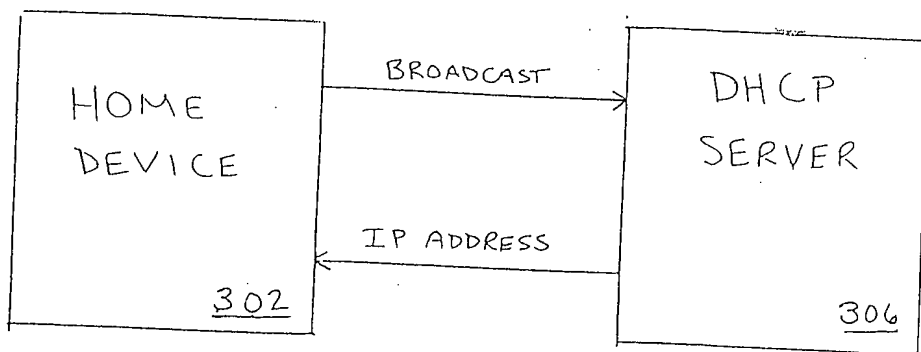 HOME
DEVICE
302
BROADCAST
IP ADDRESS
DHCP
SERVER
306